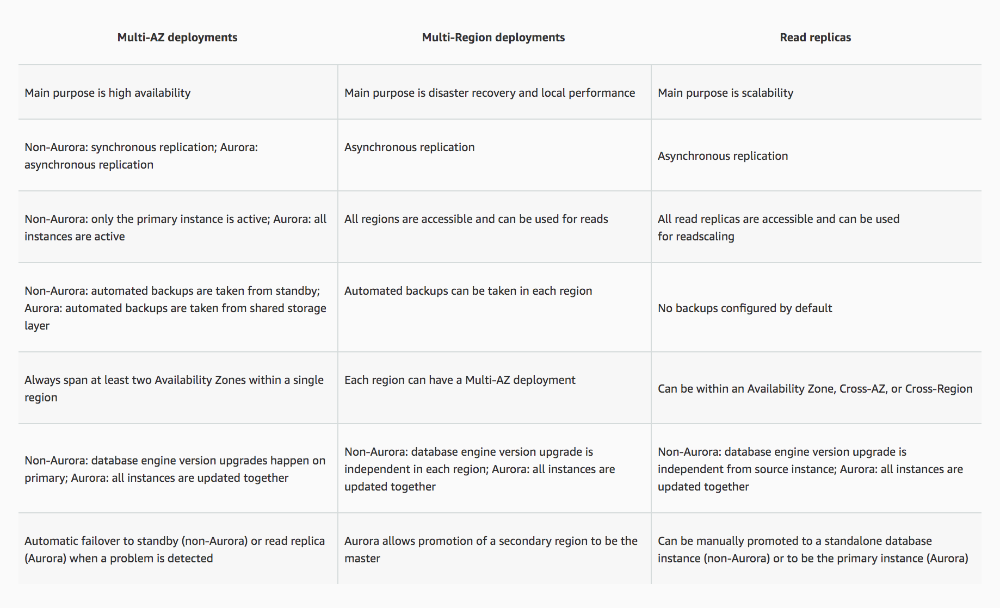 Multi-AZ deployments
Multi-Region deployments
Read replicas
Main purpose is high availability
Main purpose is disaster recovery and local performance
Main purpose is scalability
Non-Aurora: synchronous replication; Aurora:
asynchronous replication
Asynchronous replication
Asynchronous replication
Non-Aurora: only the primary instance is active; Aurora: all
instances are active
All regions are accessible and can be used for reads
All read replicas are accessible and can be used
for readscaling
Non-Aurora: automated backups are taken from standby;
Aurora: automated backups are taken from shared storage
layer
Automated backups can be taken in each region
No backups configured by default
Always span at least two Availability Zones within a single
region
Each region can have a Multi-AZ deployment
Can be within an Availability Zone, Cross-AZ, or Cross-Region
Non-Aurora: database engine version upgrades happen on
primary; Aurora: all instances are updated together
Non-Aurora: database engine version upgrade is
independent in each region; Aurora: all instances are
updated together
Non-Aurora: database engine version upgrade is
independent from source instance; Aurora: all instances are
updated together
Automatic failover to standby (non-Aurora) or read replica
(Aurora) when a problem is detected
Aurora allows promotion of a secondary region to be the
master
Can be manually promoted to a standalone database
instance (non-Aurora) or to be the primary instance (Aurora)